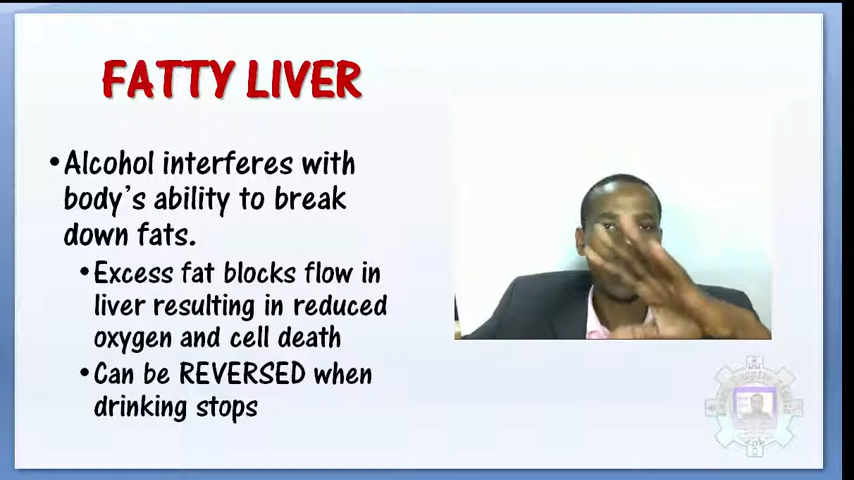 FATTY LIVER
•Alcohol interferes with
body's ability to break
down fats.
•Excess fat blocks flow in
liver resulting in reduced
oxygen and cell death
•Can be REVERSED when
drinking stops